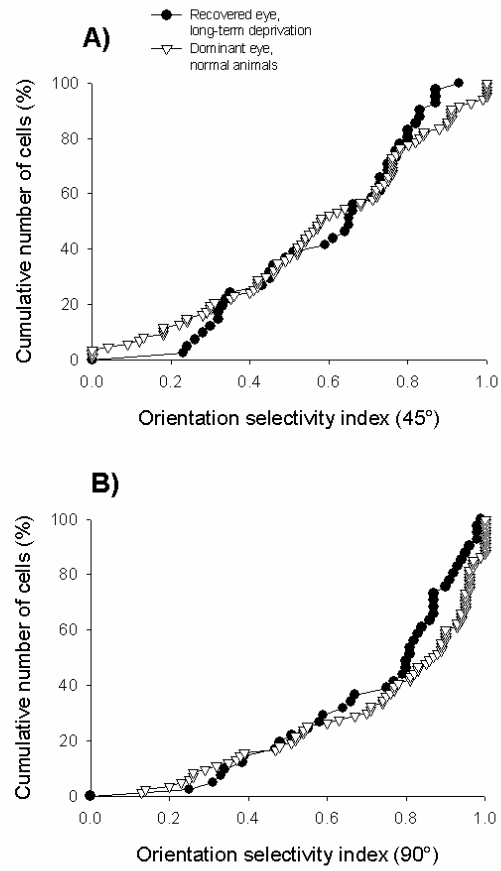 A)
Recovered eye,
long-term deprivation
Dominant eye,
normal animals
Cumulative number of cells (%)
100
80
60
40
20
0
0.0 0.2 0.4 0.6 0.8 1.0
Orientation selectivity index (45°)
B)
Cumulative number of cells (%)
100
80
60
40
20
0
0.0 0.2 0.4 0.6 0.8 1.0
Orientation selectivity index (90°)